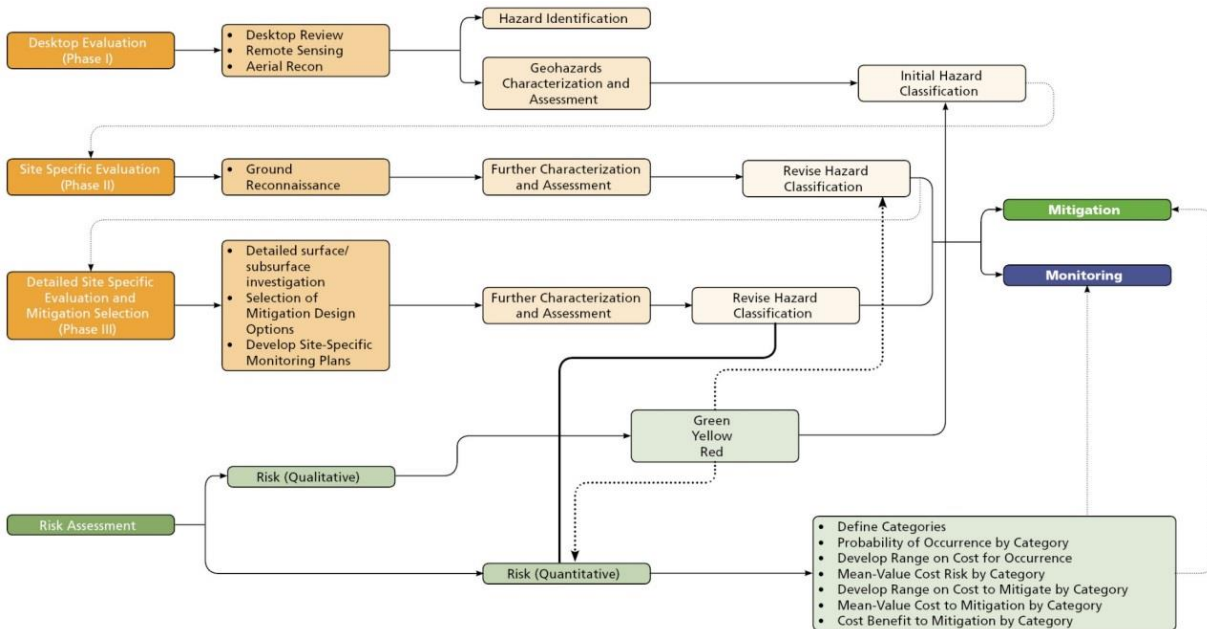 Desktop Evaluation
(Phase I)
• Desktop Review
• Remote Sensing
• Aerial Recon
Hazard Identification
Geohazards
Characterization and
Assessment
Initial Hazard
Classification
Site Specific Evaluation
(Phase II)
• Ground
Reconnaissance
Further Characterization
and Assessment
Revise Hazard
Classification
Mitigation
Monitoring
Detailed Site Specific
Evaluation and
Mitigation Selection
(Phase III)
• Detailed surface/
subsurface
investigation
• Selection of
Mitigation Design
Options
• Develop Site-Specific
Monitoring Plans
Further Characterization
and Assessment
Revise Hazard
Classification
Green
Yellow
Red
Risk (Qualitative)
Risk Assessment
Risk (Quantitative)
• Define Categories
• Probability of Occurrence by Category
• Develop Range on Cost for Occurrence
• Mean-Value Cost Risk by Category
• Develop Range on Cost to Mitigate by Category
• Mean-Value Cost to Mitigation by Category
• Cost Benefit to Mitigation by Category